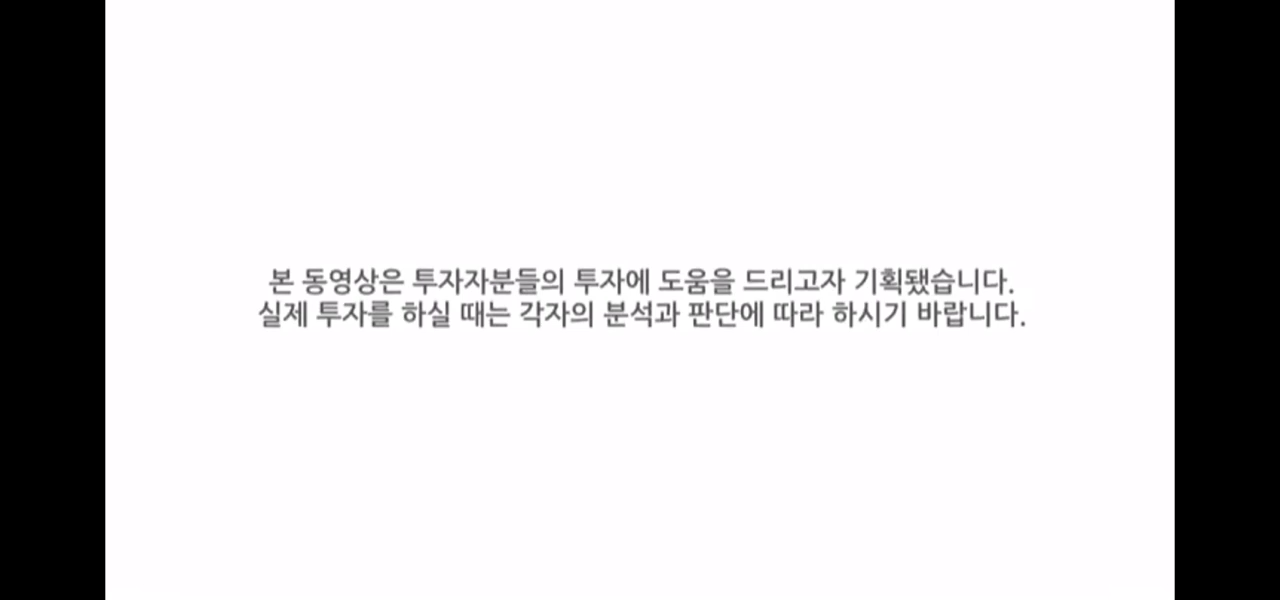 본 동영상은 투자자분들의 투자에 도움을 드리고자 기획됐습니다.
실제 투자를 하실 때는 각자의 분석과 판단에 따라 하시기 바랍니다.